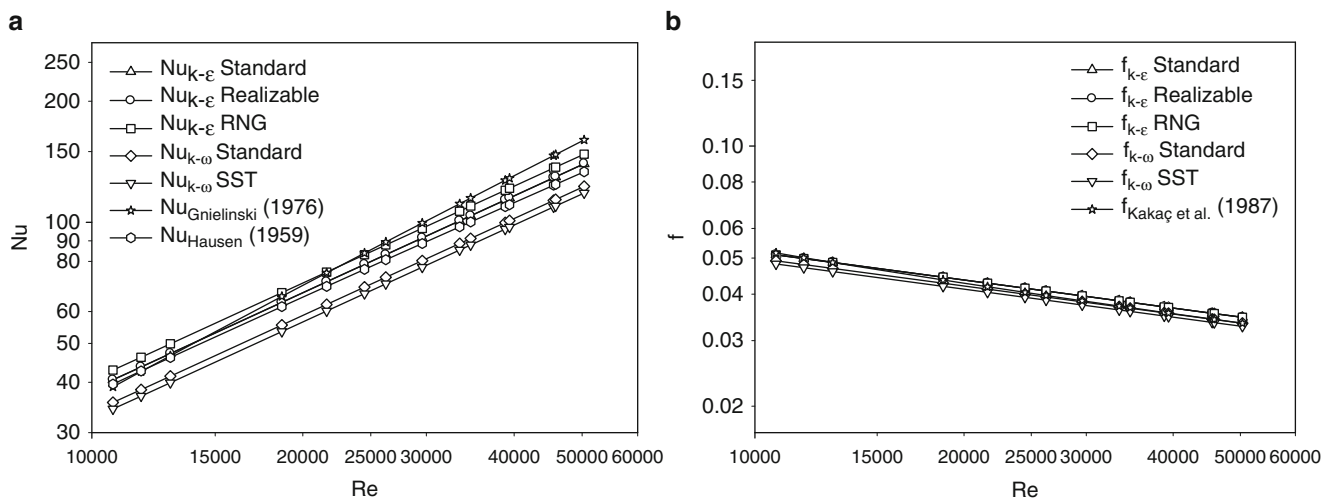 a
250
200
150
100
90
80
70
60
50
40
30
Nu
Nuk-ε Standard
Nuk-ε Realizable
Nuk-ε RNG
Nuk-ω Standard
Nuk-ω SST
NuGnielinski (1976)
NuHausen (1959)
10000 15000 20000 25000 30000 40000 50000 60000
Re
b
0.15
0.10
0.08
0.06
0.05
0.04
0.03
0.02
f
fk-ε Standard
fk-ε Realizable
fk-ε RNG
fk-ω Standard
fk-ω SST
fKakaç et al. (1987)
10000 15000 20000 25000 30000 40000 50000 60000
Re